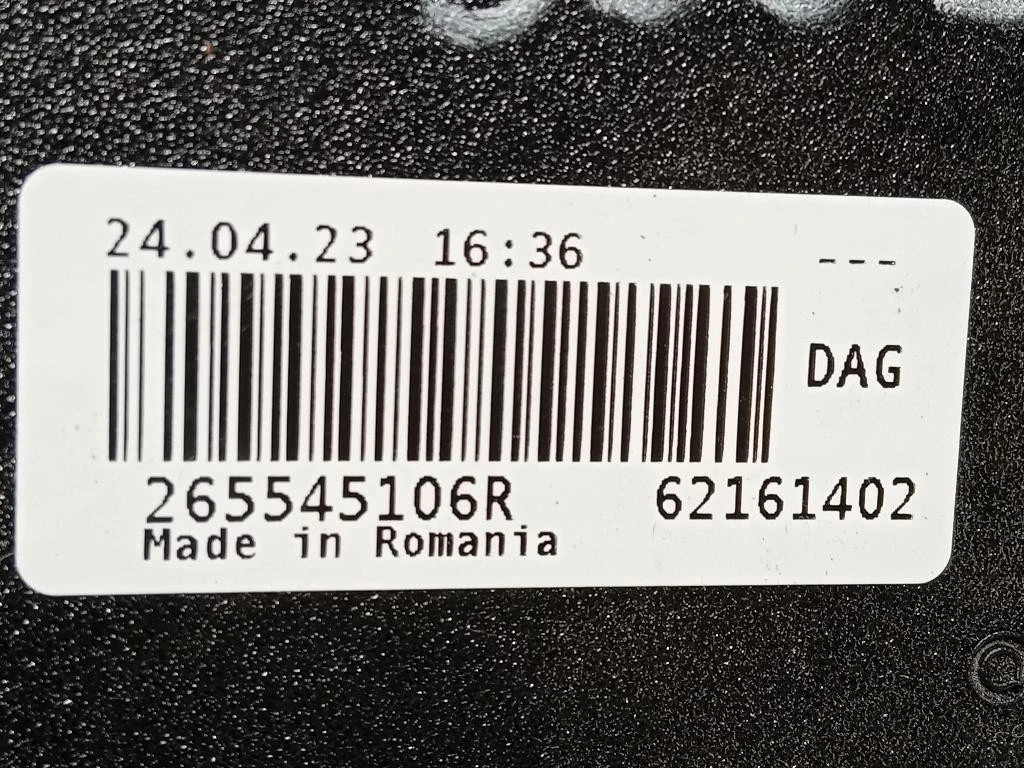 24.04.23 16:36 ---
DAG
265545106R 62161402
Made in Romania